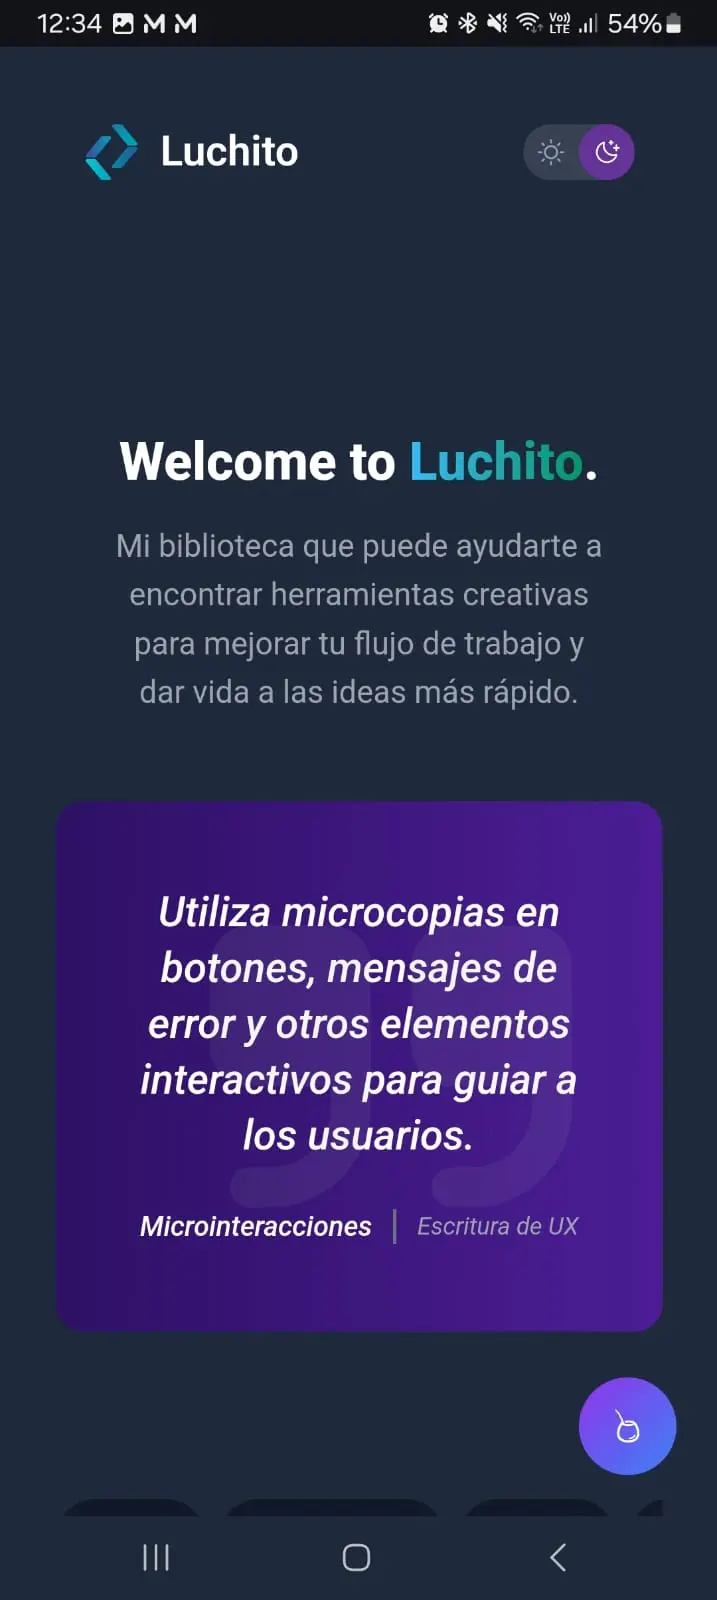 12:34
Vo))
LTE
54%
Luchito
Welcome to Luchito.
Mi biblioteca que puede ayudarte a
encontrar herramientas creativas
para mejorar tu flujo de trabajo y
dar vida a las ideas más rápido.
Utiliza microcopias en
botones, mensajes de
error y otros elementos
interactivos para guiar a
los usuarios.
Microinteracciones | Escritura de UX